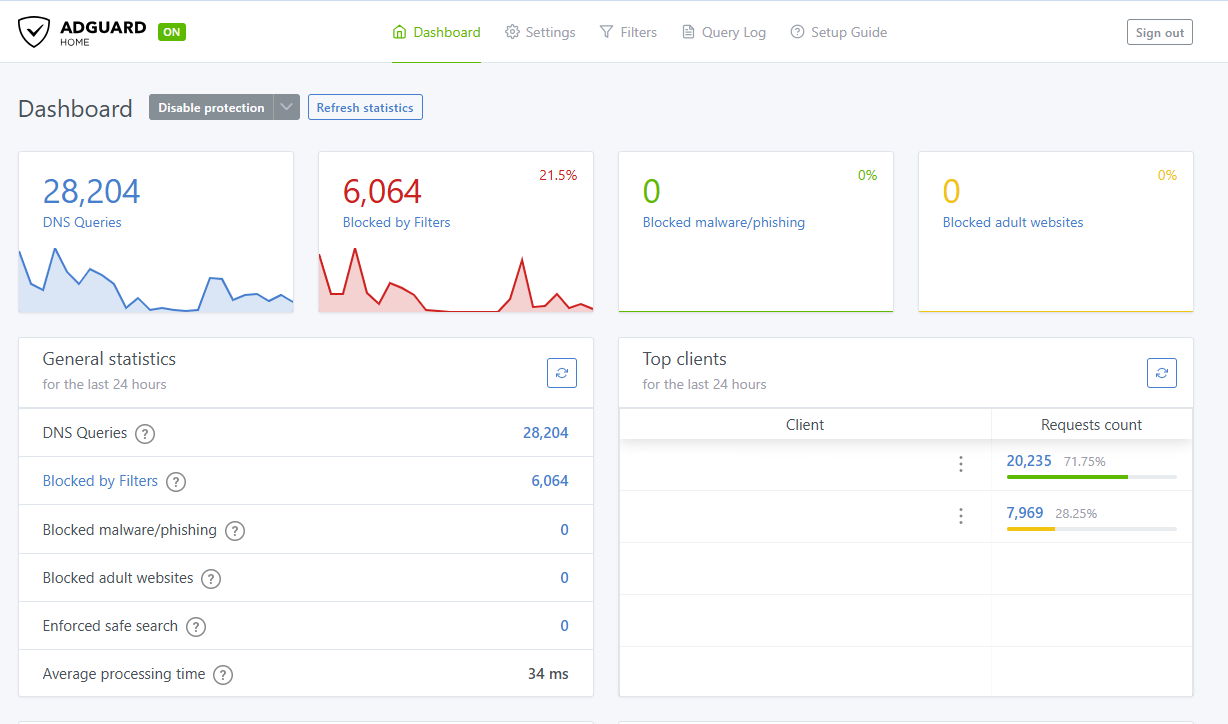 ADGUARD
HOME
ON
Dashboard
Settings
Filters
Query Log
Setup Guide
Sign out
Dashboard
Disable protection
Refresh statistics
28,204
DNS Queries
6,064
21.5%
Blocked by Filters
0
0%
Blocked malware/phishing
0
0%
Blocked adult websites
General statistics
for the last 24 hours
DNS Queries ? 28,204
Blocked by Filters ? 6,064
Blocked malware/phishing ? 0
Blocked adult websites ? 0
Enforced safe search ? 0
Average processing time ? 34 ms
Top clients
for the last 24 hours
Client Requests count
20,235 71.75%
7,969 28.25%